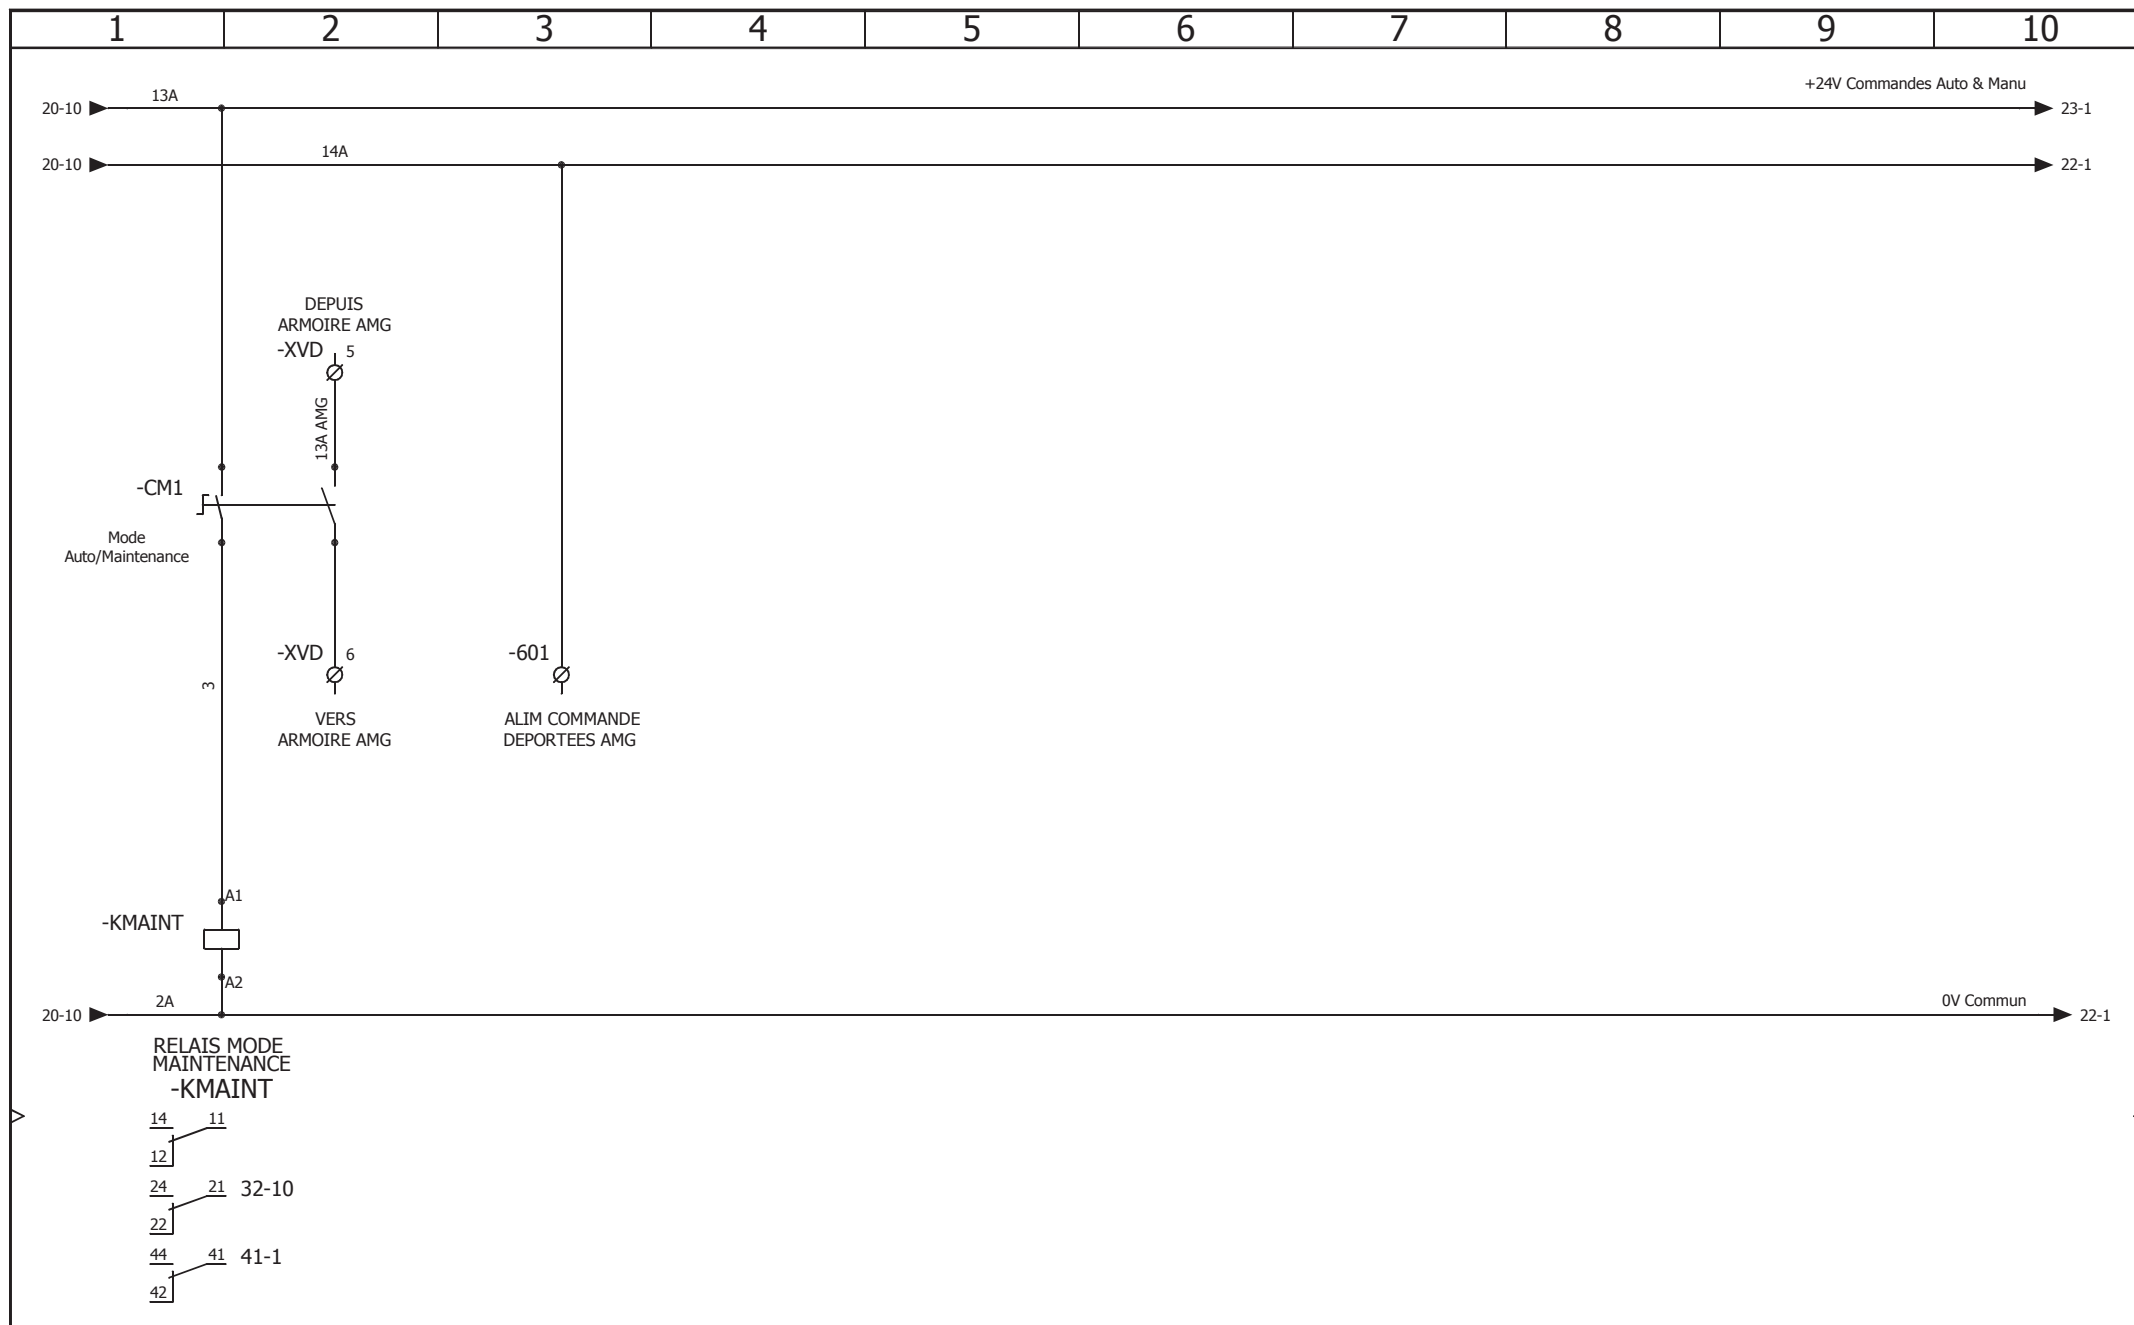 1 2 3 4 5 6 7 8 9 10
+24V Commandes Auto & Manu
13A
20-10 23-1
14A
20-10 22-1
DEPUIS
ARMOIRE AMG
-XVD 5
13A AMG
-CM1
Mode
Auto/Maintenance
-XVD 6
-601
3
VERS
ARMOIRE AMG
ALIM COMMANDE
DEPORTEES AMG
A1
-KMAINT
A2
2A 0V Commun
20-10 22-1
RELAIS MODE
MAINTENANCE
-KMAINT
14 11
12
24 21 32-10
22
44 41 41-1
42